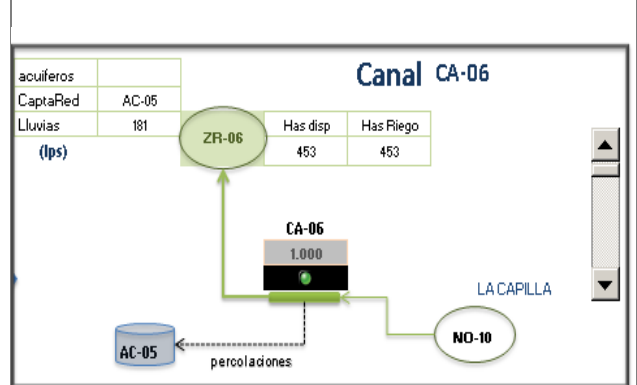 Canal CA-06
acuiferos
CaptaRed AC-05
Lluvias 181
(lps)
ZR-06
Has disp Has Riego
453 453
CA-06
1.000
LA CAPILLA
NO-10
AC-05
percolaciones